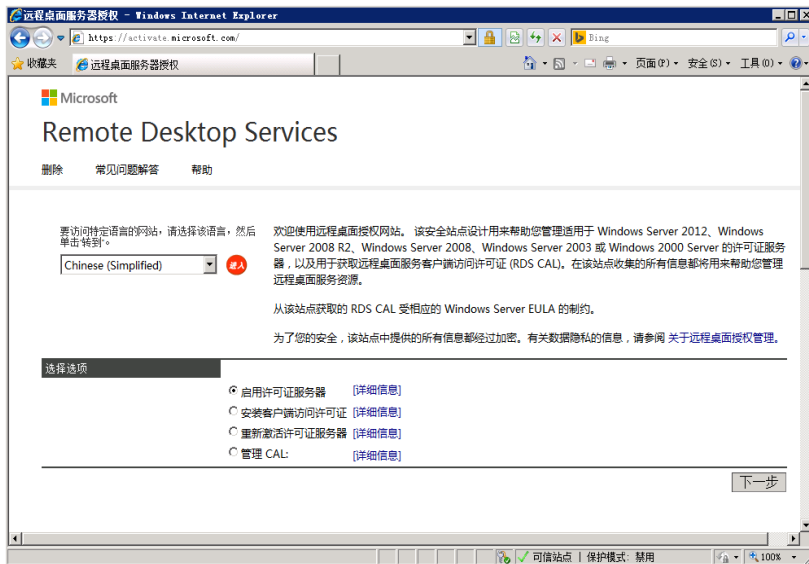 远程桌面服务器授权 - Windows Internet Explorer
https://activate.microsoft.com/
Bing
收藏夹
远程桌面服务器授权
页面(P)
安全(S)
工具(O)
Microsoft
Remote Desktop Services
删除 常见问题解答 帮助
要访问特定语言的网站，请选择该语言，然后
单击"转到"。
Chinese (Simplified)
进入
欢迎使用远程桌面授权网站。 该安全站点设计用来帮助您管理适用于 Windows Server 2012、Windows
Server 2008 R2、Windows Server 2008、Windows Server 2003 或 Windows 2000 Server 的许可证服务
器，以及用于获取远程桌面服务客户端访问许可证 (RDS CAL)。在该站点收集的所有信息都将用来帮助您管理
远程桌面服务资源。
从该站点获取的 RDS CAL 受相应的 Windows Server EULA 的制约。
为了您的安全，该站点中提供的所有信息都经过加密。有关数据隐私的信息，请参阅 关于远程桌面授权管理。
选择选项
启用许可证服务器 [详细信息]
安装客户端访问许可证 [详细信息]
重新激活许可证服务器 [详细信息]
管理 CAL: [详细信息]
下一步
可信站点 | 保护模式: 禁用
100%